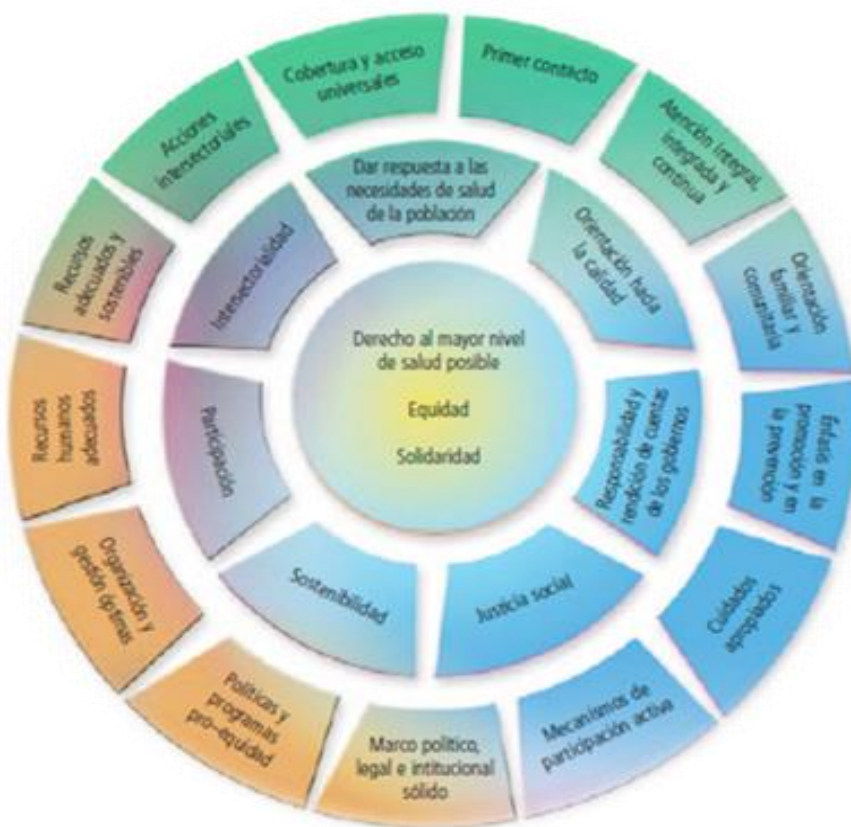 Cobertura y acceso
universales
Primer contacto
Atención integral,
integrada y
continua
Orientación
familiar y
comunitaria
Énfasis en la
promoción y en
la prevención
Cuidados
apropiados
Mecanismos de
participación activa
Marco político,
legal e intitucional
sólido
Políticas y
programas
pro-equidad
Organización y
gestión óptimas
Recursos
humanos
adecuados
Recursos
adecuados y
sostenibles
Acciones
intersectoriales
Dar respuesta a las
necesidades de salud
de la población
Orientación hacia
la calidad
Responsabilidad y
rendición de cuentas
de los gobiernos
Justicia social
Sostenibilidad
Participación
Intersectorialidad
Derecho al mayor nivel
de salud posible
Equidad
Solidaridad